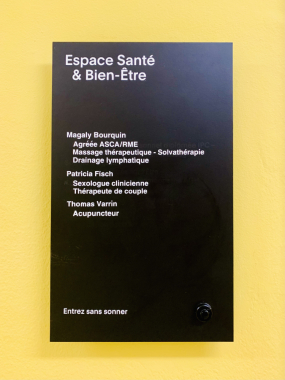 Espace Santé
& Bien-Être
Magaly Bourquin
Agréée ASCA/RME
Massage thérapeutique - Solvathérapie
Drainage lymphatique
Patricia Fisch
Sexologue clinicienne
Thérapeute de couple
Thomas Varrin
Acupuncteur
Entrez sans sonner